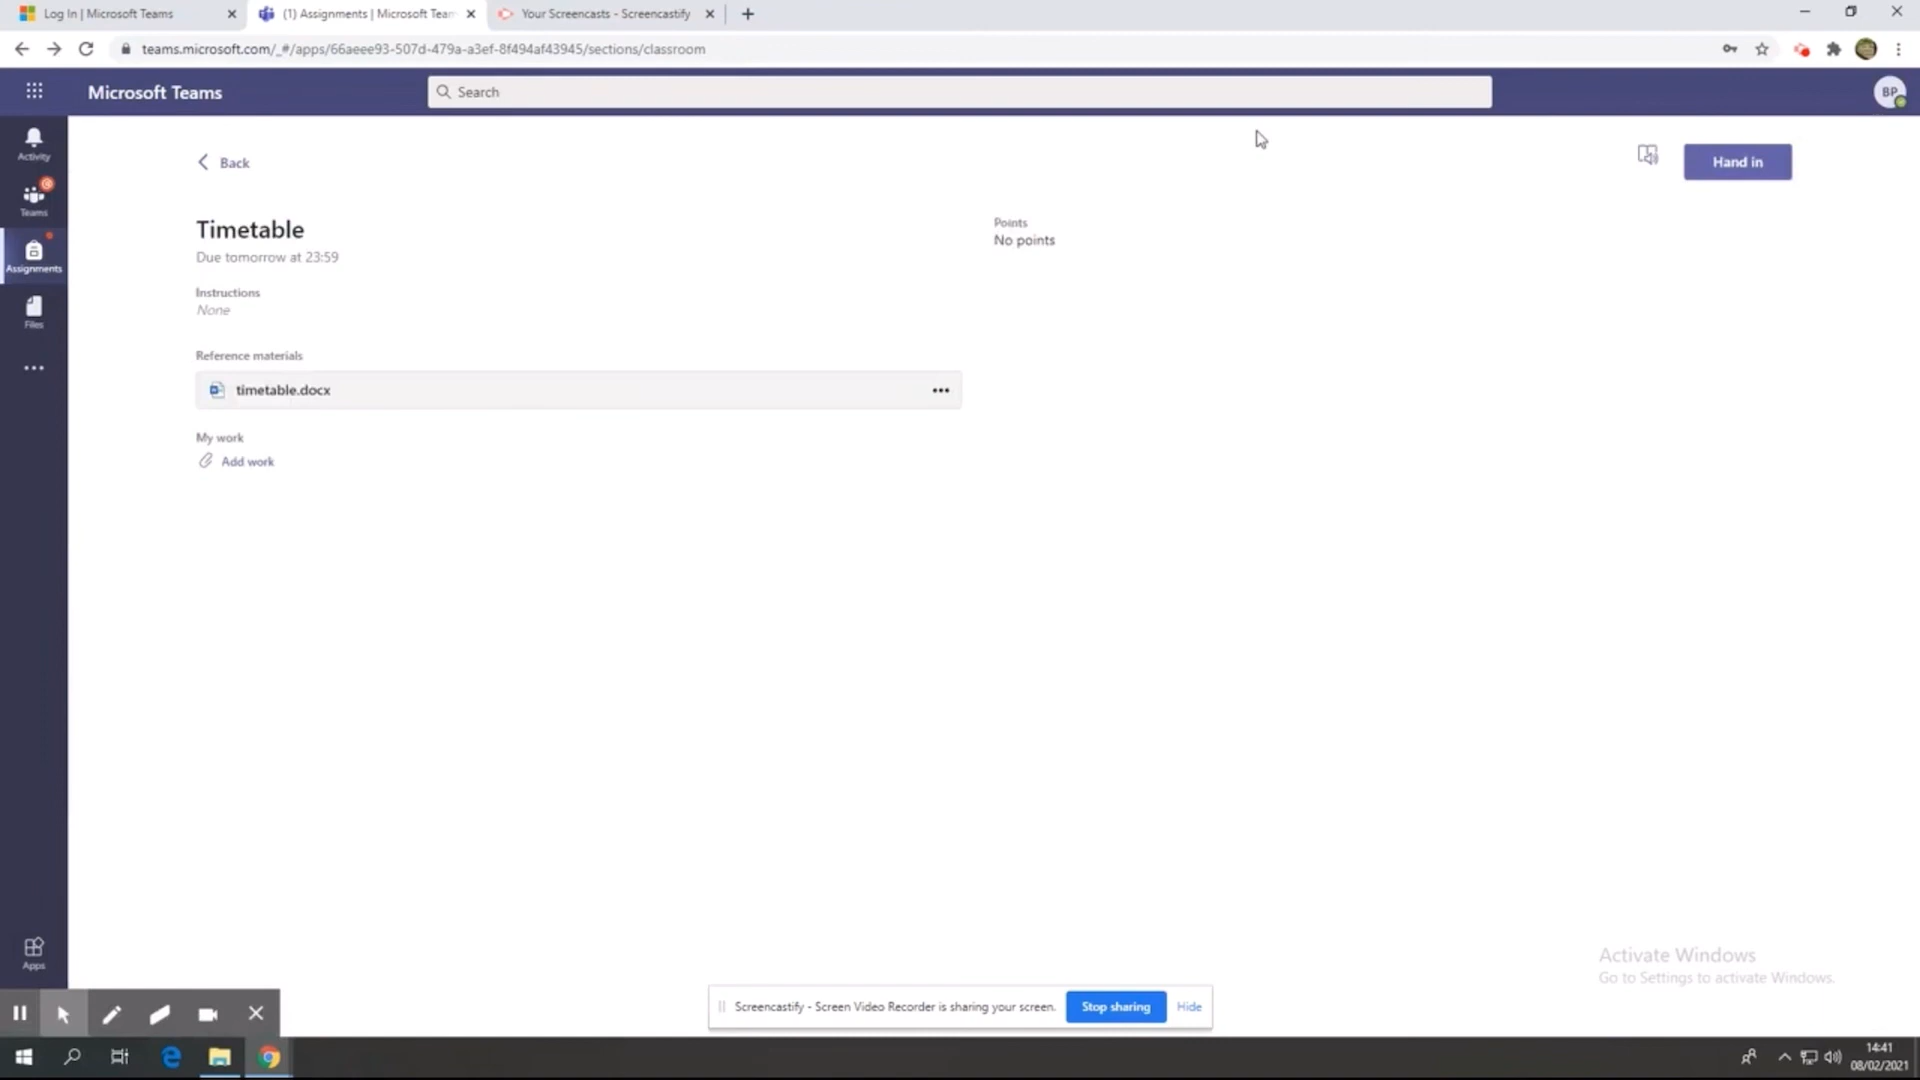 Log In | Microsoft Teams
(1) Assignments | Microsoft Team
Your Screencasts - Screencastify
teams.microsoft.com/_#/apps/66aeee93-507d-479a-a3ef-8f494af43945/sections/classroom
Microsoft Teams
Search
BP
Activity
Teams
Assignments
Files
Apps
Back
Hand in
Timetable
Due tomorrow at 23:59
Points
No points
Instructions
None
Reference materials
timetable.docx
My work
Add work
Activate Windows
Go to Settings to activate Windows.
Screencastify - Screen Video Recorder is sharing your screen.
Stop sharing
Hide
14:41
08/02/2021